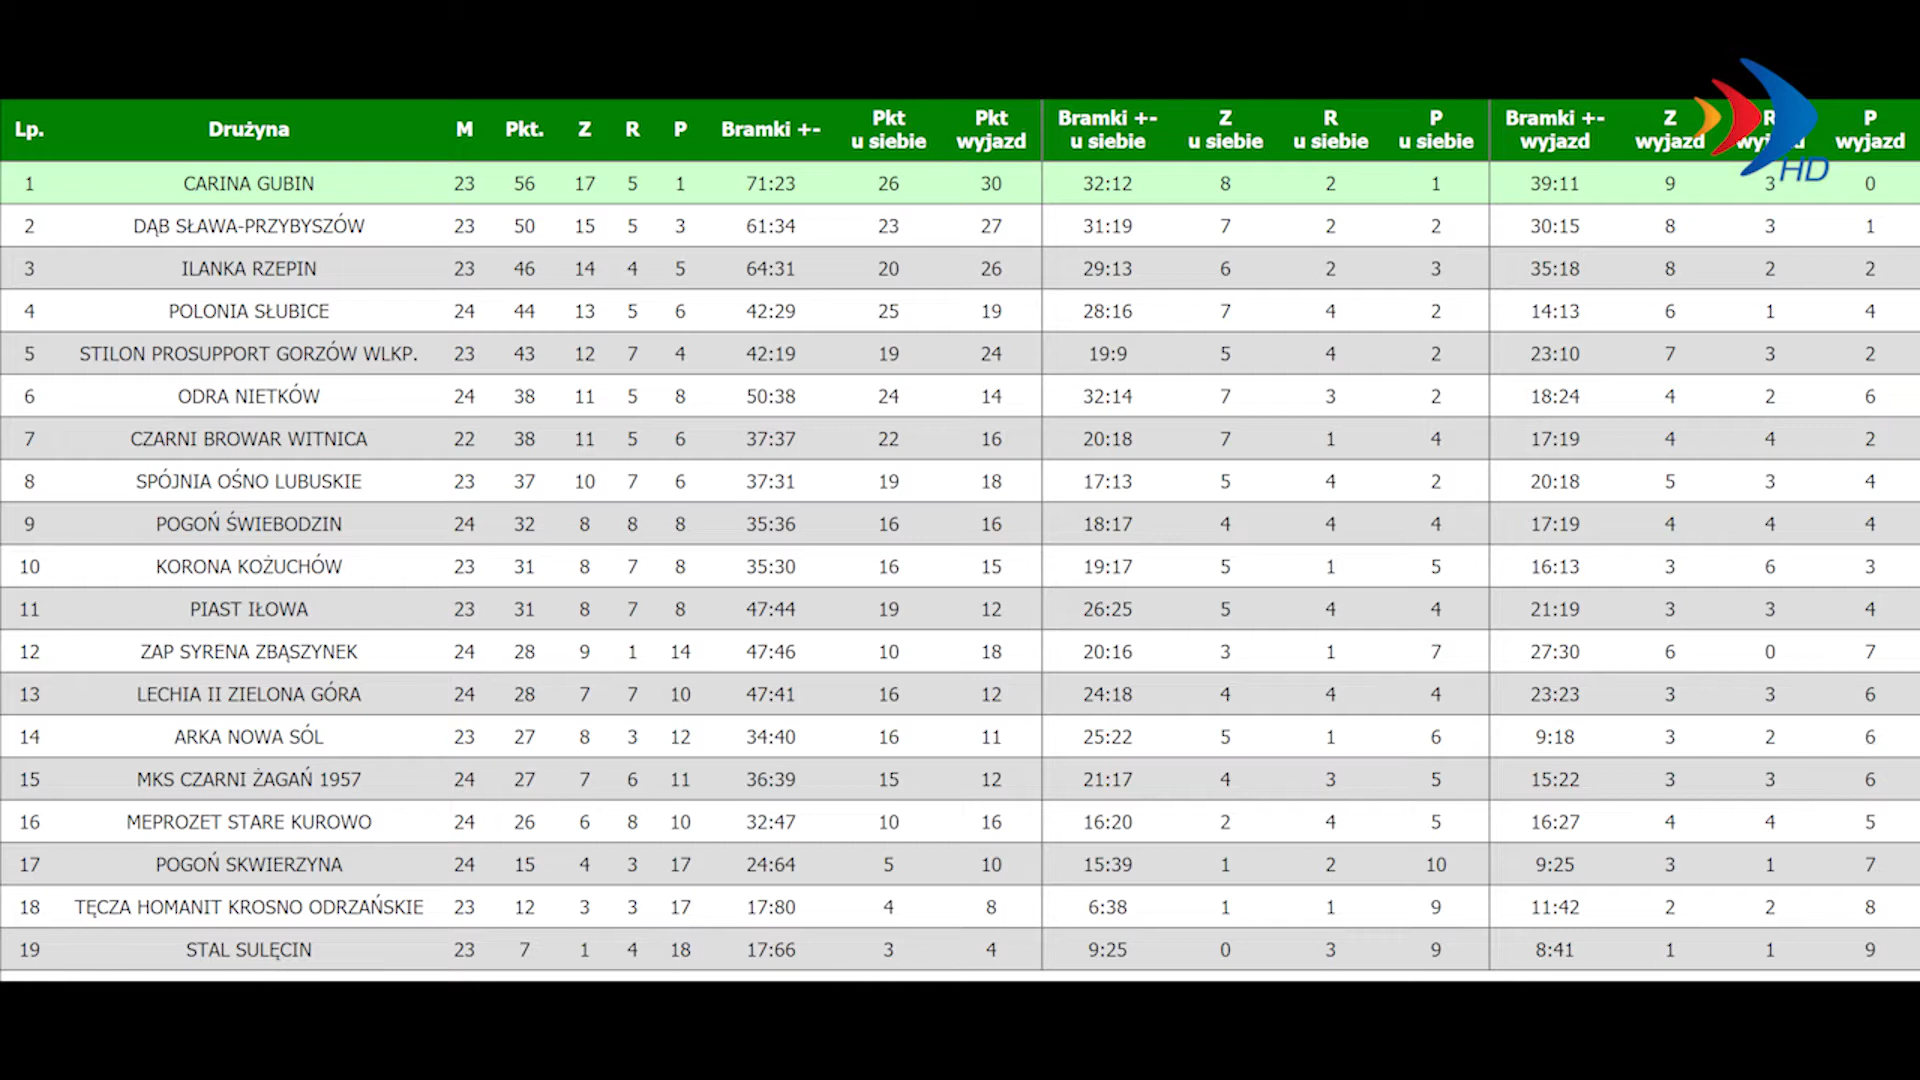 Lp. Drużyna M Pkt. Z R P Bramki +- Pkt u siebie Pkt wyjazd Bramki +- u siebie Z u siebie R u siebie P u siebie Bramki +- wyjazd Z wyjazd R P wyjazd
HD
1 CARINA GUBIN 23 56 17 5 1 71:23 26 30 32:12 8 2 1 39:11 9 3 0
2 DĄB SŁAWA-PRZYBYSZÓW 23 50 15 5 3 61:34 23 27 31:19 7 2 2 30:15 8 3 1
3 ILANKA RZEPIN 23 46 14 4 5 64:31 20 26 29:13 6 2 3 35:18 8 2 2
4 POLONIA SŁUBICE 24 44 13 5 6 42:29 25 19 28:16 7 4 2 14:13 6 1 4
5 STILON PROSUPPORT GORZÓW WLKP. 23 43 12 7 4 42:19 19 24 19:9 5 4 2 23:10 7 3 2
6 ODRA NIETKÓW 24 38 11 5 8 50:38 24 14 32:14 7 3 2 18:24 4 2 6
7 CZARNI BROWAR WITNICA 22 38 11 5 6 37:37 22 16 20:18 7 1 4 17:19 4 4 2
8 SPÓJNIA OŚNO LUBUSKIE 23 37 10 7 6 37:31 19 18 17:13 5 4 2 20:18 5 3 4
9 POGOŃ ŚWIEBODZIN 24 32 8 8 8 35:36 16 16 18:17 4 4 4 17:19 4 4 4
10 KORONA KOŻUCHÓW 23 31 8 7 8 35:30 16 15 19:17 5 1 5 16:13 3 6 3
11 PIAST IŁOWA 23 31 8 7 8 47:44 19 12 26:25 5 4 4 21:19 3 3 4
12 ZAP SYRENA ZBĄSZYNEK 24 28 9 1 14 47:46 10 18 20:16 3 1 7 27:30 6 0 7
13 LECHIA II ZIELONA GÓRA 24 28 7 7 10 47:41 16 12 24:18 4 4 4 23:23 3 3 6
14 ARKA NOWA SÓL 23 27 8 3 12 34:40 16 11 25:22 5 1 6 9:18 3 2 6
15 MKS CZARNI ŻAGAŃ 1957 24 27 7 6 11 36:39 15 12 21:17 4 3 5 15:22 3 3 6
16 MEPROZET STARE KUROWO 24 26 6 8 10 32:47 10 16 16:20 2 4 5 16:27 4 4 5
17 POGOŃ SKWIERZYNA 24 15 4 3 17 24:64 5 10 15:39 1 2 10 9:25 3 1 7
18 TĘCZA HOMANIT KROSNO ODRZAŃSKIE 23 12 3 3 17 17:80 4 8 6:38 1 1 9 11:42 2 2 8
19 STAL SULĘCIN 23 7 1 4 18 17:66 3 4 9:25 0 3 9 8:41 1 1 9